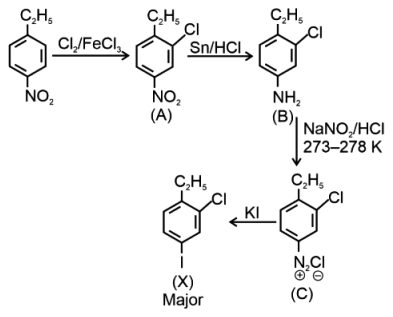 C₂H₅
NO₂
Cl₂/FeCl₃
C₂H₅
Cl
NO₂
(A)
Sn/HCl
C₂H₅
Cl
NH₂
(B)
NaNO₂/HCl
273–278 K
C₂H₅
Cl
N₂Cl
⊕ ⊖
(C)
KI
C₂H₅
Cl
I
(X)
Major